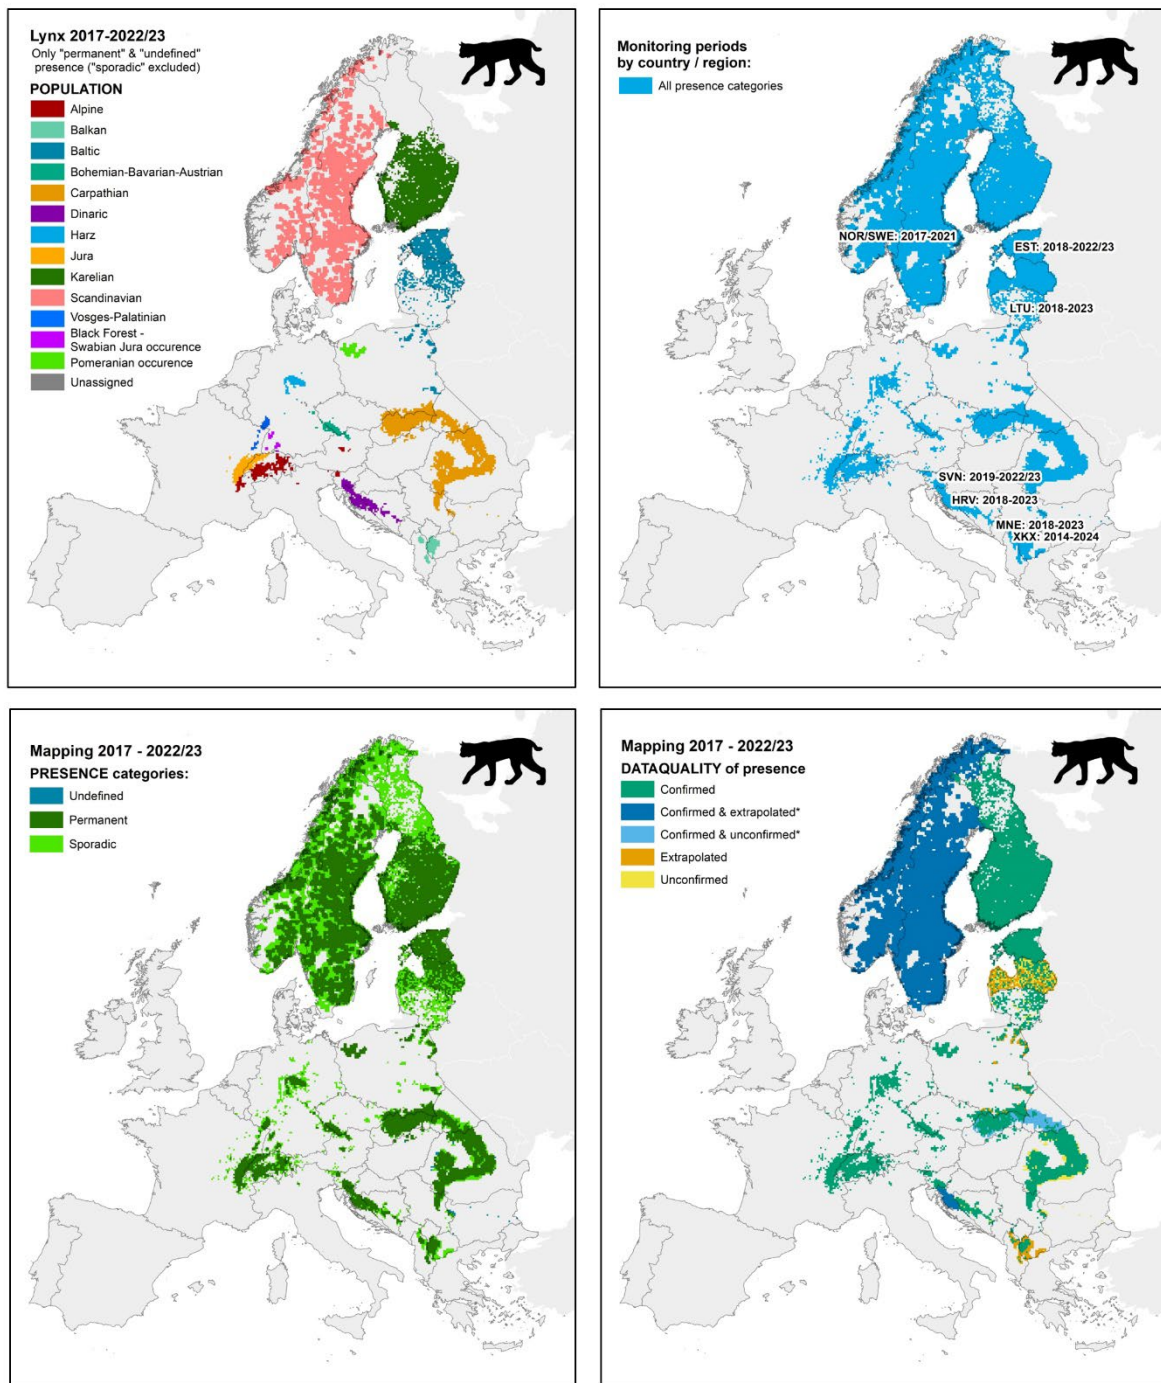 Lynx 2017-2022/23
Only "permanent" & "undefined"
presence ("sporadic" excluded)
POPULATION
Alpine
Balkan
Baltic
Bohemian-Bavarian-Austrian
Carpathian
Dinaric
Harz
Jura
Karelian
Scandinavian
Vosges-Palatinian
Black Forest -
Swabian Jura occurence
Pomeranian occurence
Unassigned
Monitoring periods
by country / region:
All presence categories
NOR/SWE: 2017-2021
EST: 2018-2022/23
LTU: 2018-2023
SVN: 2019-2022/23
HRV: 2018-2023
MNE: 2018-2023
XKX: 2014-2024
Mapping 2017 - 2022/23
PRESENCE categories:
Undefined
Permanent
Sporadic
Mapping 2017 - 2022/23
DATAQUALITY of presence
Confirmed
Confirmed & extrapolated*
Confirmed & unconfirmed*
Extrapolated
Unconfirmed